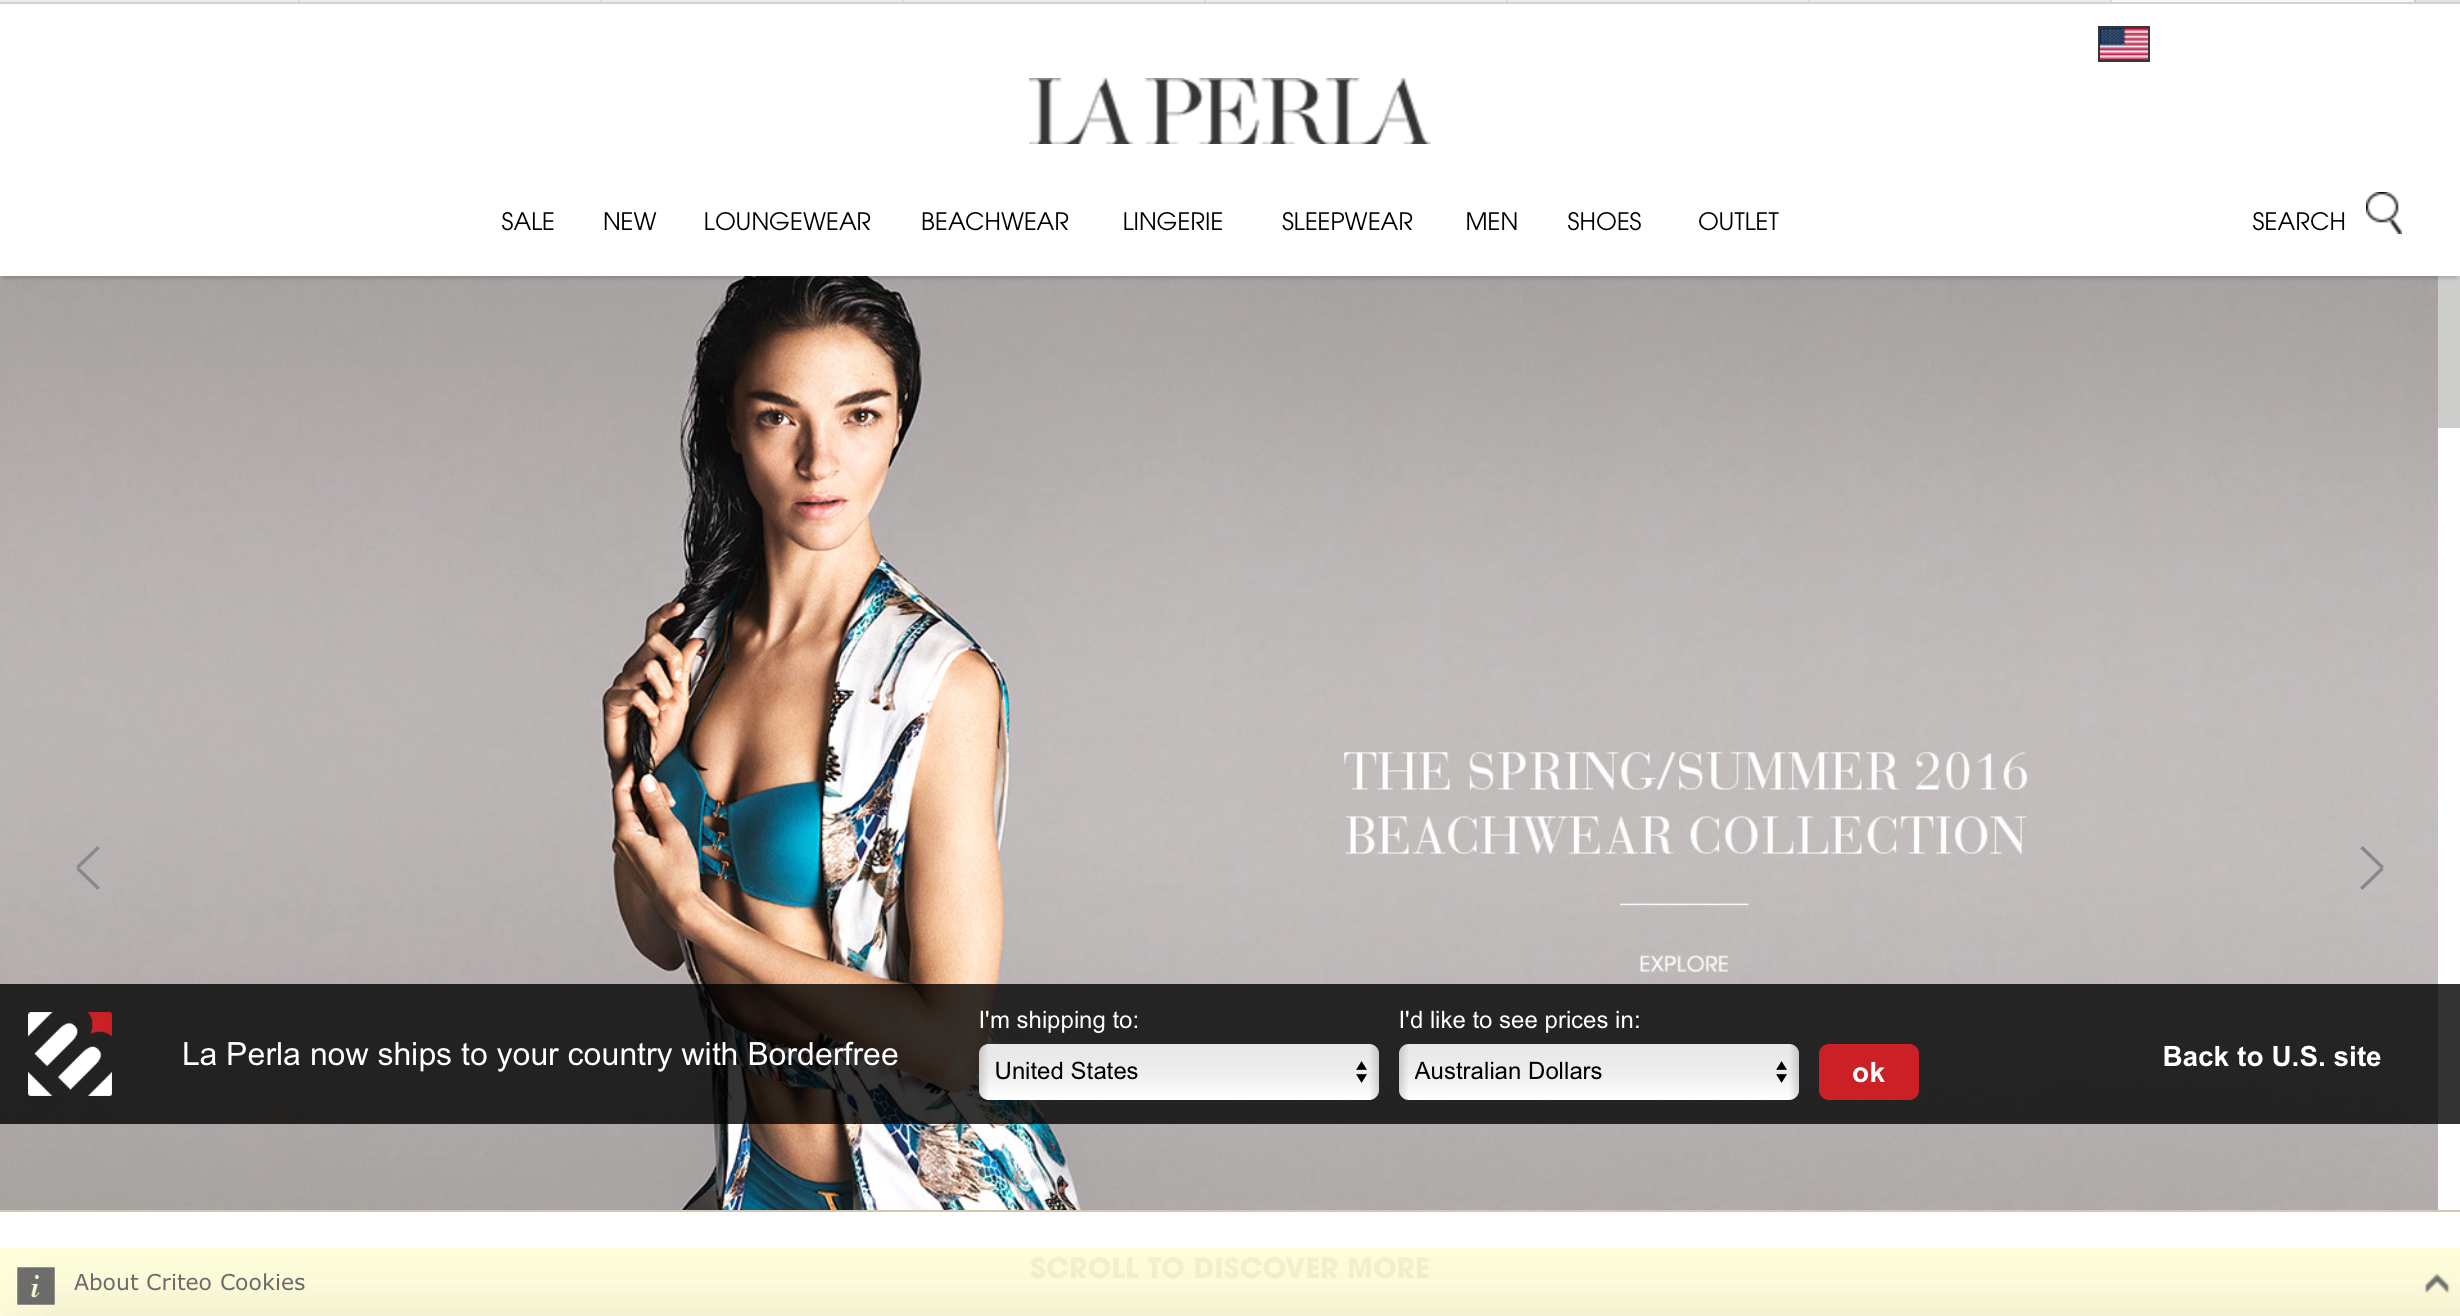 LA PERLA
SALE NEW LOUNGEWEAR BEACHWEAR LINGERIE SLEEPWEAR MEN SHOES OUTLET SEARCH
THE SPRING/SUMMER 2016
BEACHWEAR COLLECTION
EXPLORE
La Perla now ships to your country with Borderfree
I'm shipping to:
United States
I'd like to see prices in:
Australian Dollars
ok
Back to U.S. site
SCROLL TO DISCOVER MORE
i About Criteo Cookies